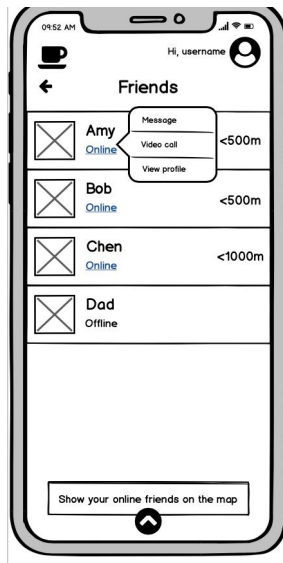 09:52 AM
Hi, username
Friends
Amy
Online
Message
Video call
View profile
<500m
Bob
Online
<500m
Chen
Online
<1000m
Dad
Offline
Show your online friends on the map